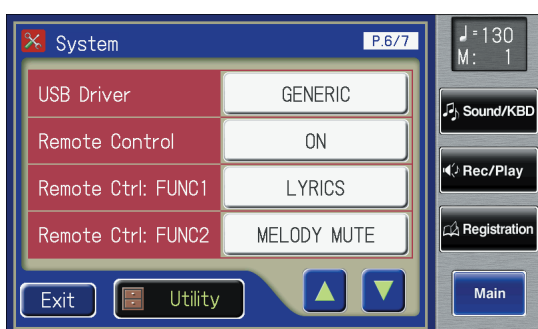 System P.6/7
♩=130
M: 1
USB Driver GENERIC
Remote Control ON
Remote Ctrl: FUNC1 LYRICS
Remote Ctrl: FUNC2 MELODY MUTE
Exit Utility
Sound/KBD
Rec/Play
Registration
Main